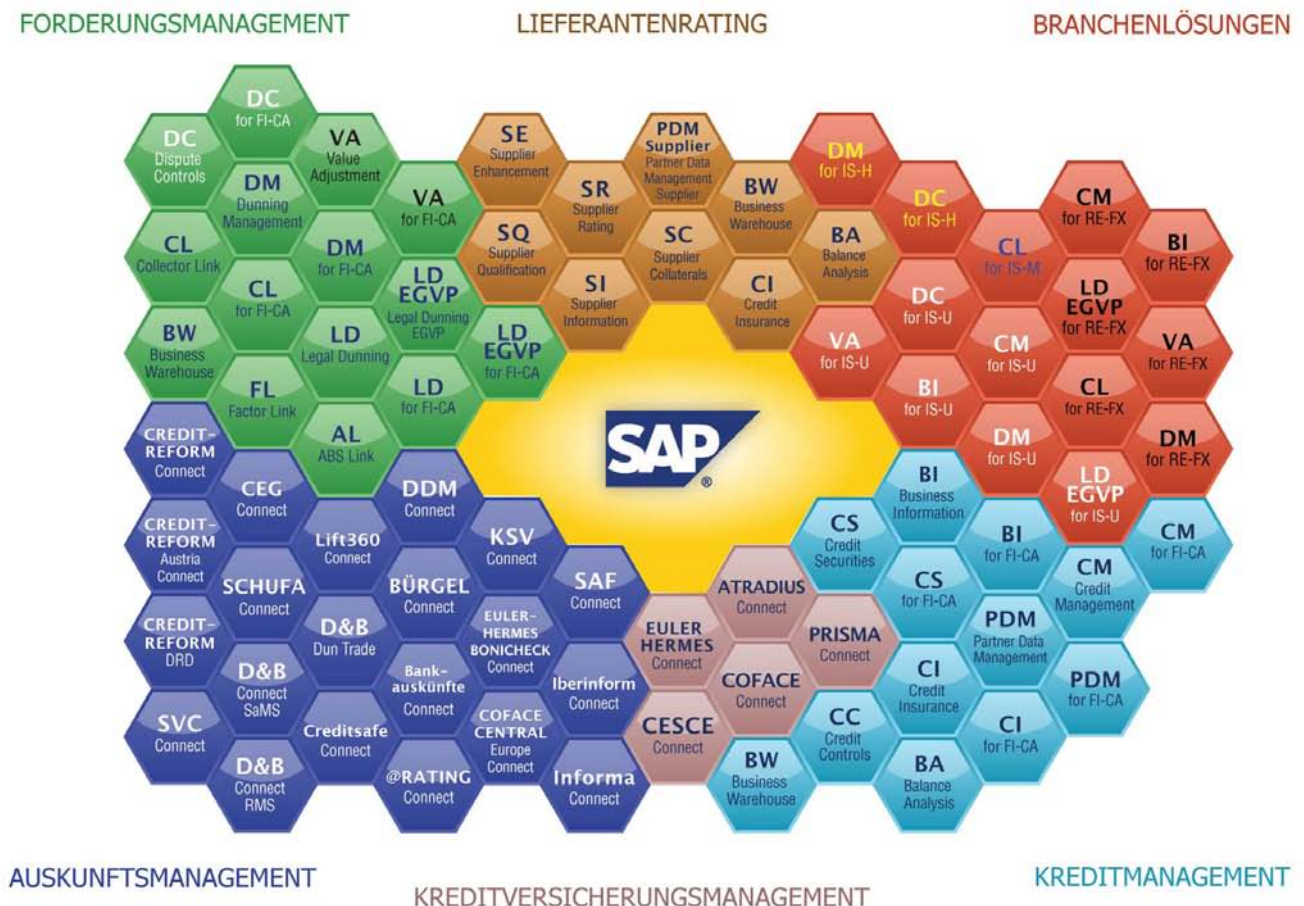 FORDERUNGSMANAGEMENT
LIEFERANTENRATING
BRANCHENLÖSUNGEN
DC
for FI-CA
DC
Dispute
Controls
VA
Value
Adjustment
DM
Dunning
Management
VA
for FI-CA
CL
Collector Link
DM
for FI-CA
CL
for FI-CA
LD
EGVP
Legal Dunning
EGVP
BW
Business
Warehouse
LD
Legal Dunning
LD
EGVP
for FI-CA
FL
Factor Link
LD
for FI-CA
AL
ABS Link
SE
Supplier
Enhancement
PDM
Supplier
Partner Data
Management
Supplier
SR
Supplier
Rating
BW
Business
Warehouse
SQ
Supplier
Qualification
SC
Supplier
Collaterals
BA
Balance
Analysis
SI
Supplier
Information
CI
Credit
Insurance
DM
for IS-H
DC
for IS-H
CM
for RE-FX
CL
for IS-M
BI
for RE-FX
DC
for IS-U
LD
EGVP
for RE-FX
VA
for IS-U
CM
for IS-U
VA
for RE-FX
BI
for IS-U
CL
for RE-FX
DM
for IS-U
DM
for RE-FX
LD
EGVP
for IS-U
SAP
®
CREDIT-
REFORM
Connect
CEG
Connect
DDM
Connect
CREDIT-
REFORM
Austria
Connect
Lift360
Connect
KSV
Connect
SCHUFA
Connect
BÜRGEL
Connect
SAF
Connect
CREDIT-
REFORM
DRD
D&B
Dun Trade
EULER-
HERMES
BONICHECK
Connect
D&B
Connect
SaMS
Bank-
auskünfte
Connect
Iberinform
Connect
SVC
Connect
Creditsafe
Connect
COFACE
CENTRAL
Europe
Connect
D&B
Connect
RMS
@RATING
Connect
Informa
Connect
ATRADIUS
Connect
EULER
HERMES
Connect
PRISMA
Connect
COFACE
Connect
CESCE
Connect
BI
Business
Information
CS
Credit
Securities
BI
for FI-CA
CM
for FI-CA
CS
for FI-CA
CM
Credit
Management
PDM
Partner Data
Management
CI
Credit
Insurance
PDM
for FI-CA
CC
Credit
Controls
CI
for FI-CA
BW
Business
Warehouse
BA
Balance
Analysis
AUSKUNFTSMANAGEMENT
KREDITVERSICHERUNGSMANAGEMENT
KREDITMANAGEMENT